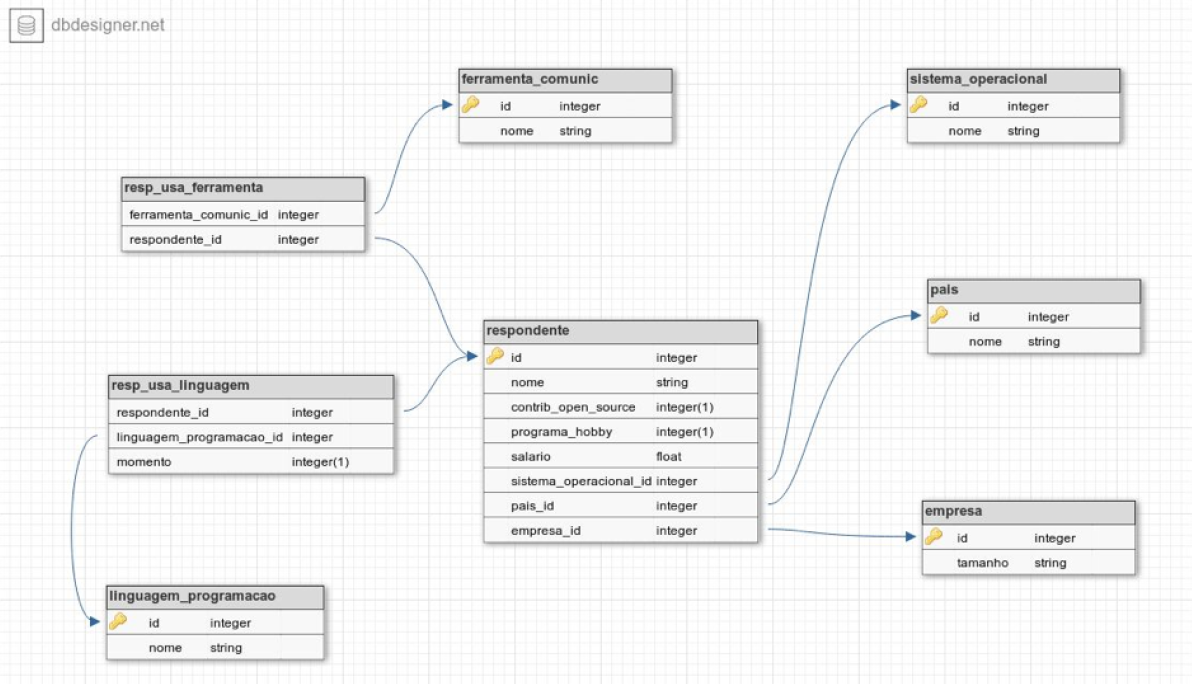 dbdesigner.net
ferramenta_comunic
id integer
nome string
sistema_operacional
id integer
nome string
resp_usa_ferramenta
ferramenta_comunic_id integer
respondente_id integer
pais
id integer
nome string
respondente
id integer
nome string
contrib_open_source integer(1)
programa_hobby integer(1)
salario float
sistema_operacional_id integer
pais_id integer
empresa_id integer
resp_usa_linguagem
respondente_id integer
linguagem_programacao_id integer
momento integer(1)
empresa
id integer
tamanho string
linguagem_programacao
id integer
nome string